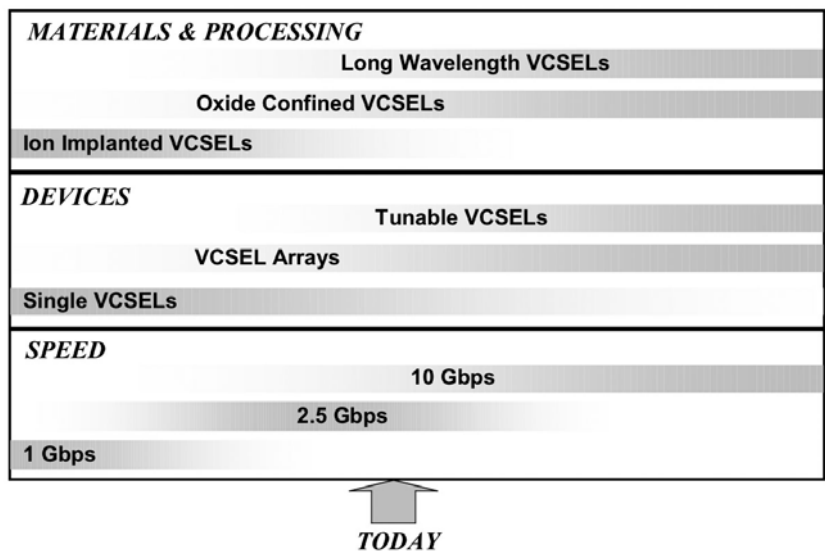 MATERIALS & PROCESSING
Long Wavelength VCSELs
Oxide Confined VCSELs
Ion Implanted VCSELs
DEVICES
Tunable VCSELs
VCSEL Arrays
Single VCSELs
SPEED
10 Gbps
2.5 Gbps
1 Gbps
TODAY